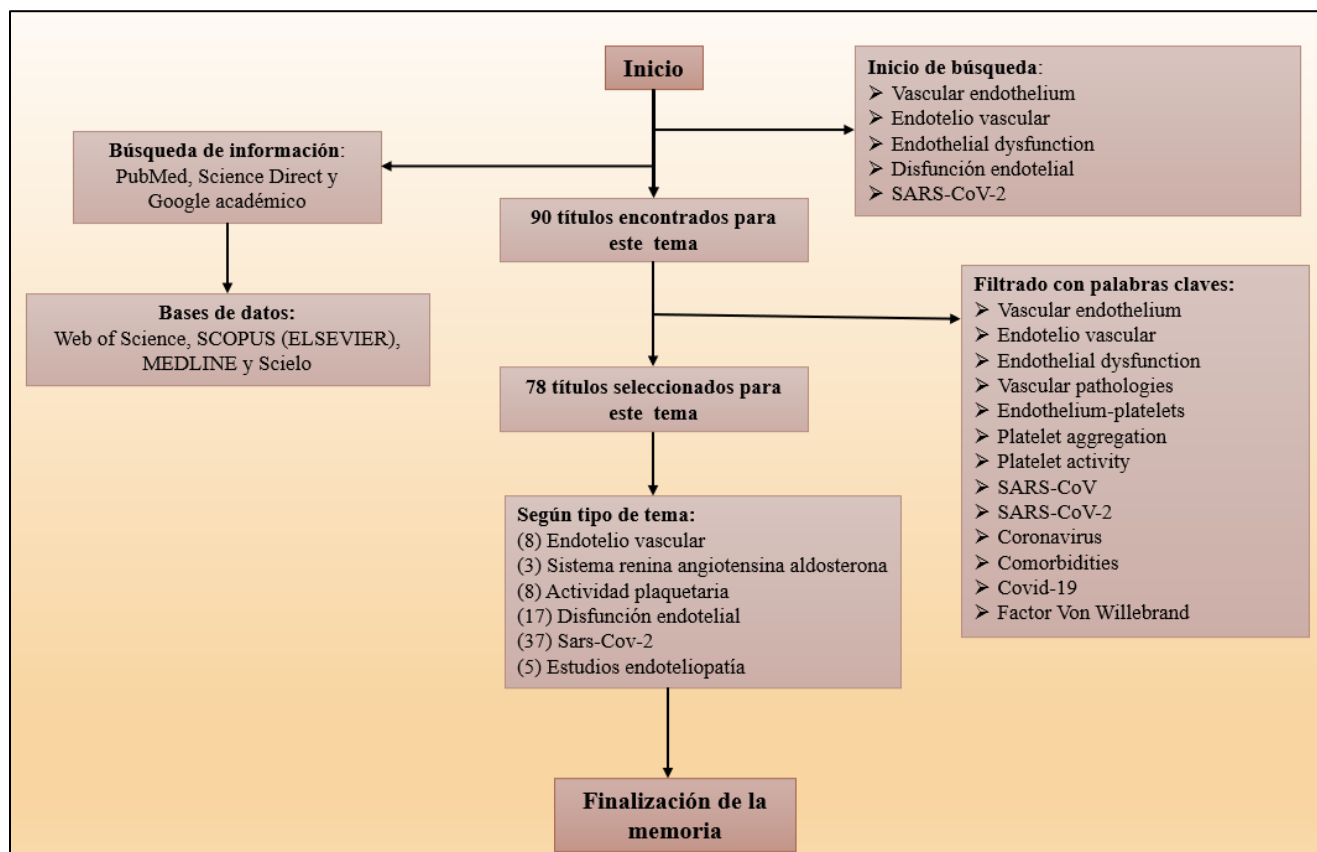 Inicio
Inicio de búsqueda:
➢ Vascular endothelium
➢ Endotelio vascular
➢ Endothelial dysfunction
➢ Disfunción endotelial
➢ SARS-CoV-2
Búsqueda de información:
PubMed, Science Direct y
Google académico
Bases de datos:
Web of Science, SCOPUS (ELSEVIER),
MEDLINE y Scielo
90 títulos encontrados para
este tema
Filtrado con palabras claves:
➢ Vascular endothelium
➢ Endotelio vascular
➢ Endothelial dysfunction
➢ Vascular pathologies
➢ Endothelium-platelets
➢ Platelet aggregation
➢ Platelet activity
➢ SARS-CoV
➢ SARS-CoV-2
➢ Coronavirus
➢ Comorbidities
➢ Covid-19
➢ Factor Von Willebrand
78 títulos seleccionados para
este tema
Según tipo de tema:
(8) Endotelio vascular
(3) Sistema renina angiotensina aldosterona
(8) Actividad plaquetaria
(17) Disfunción endotelial
(37) Sars-Cov-2
(5) Estudios endoteliopatía
Finalización de la
memoria